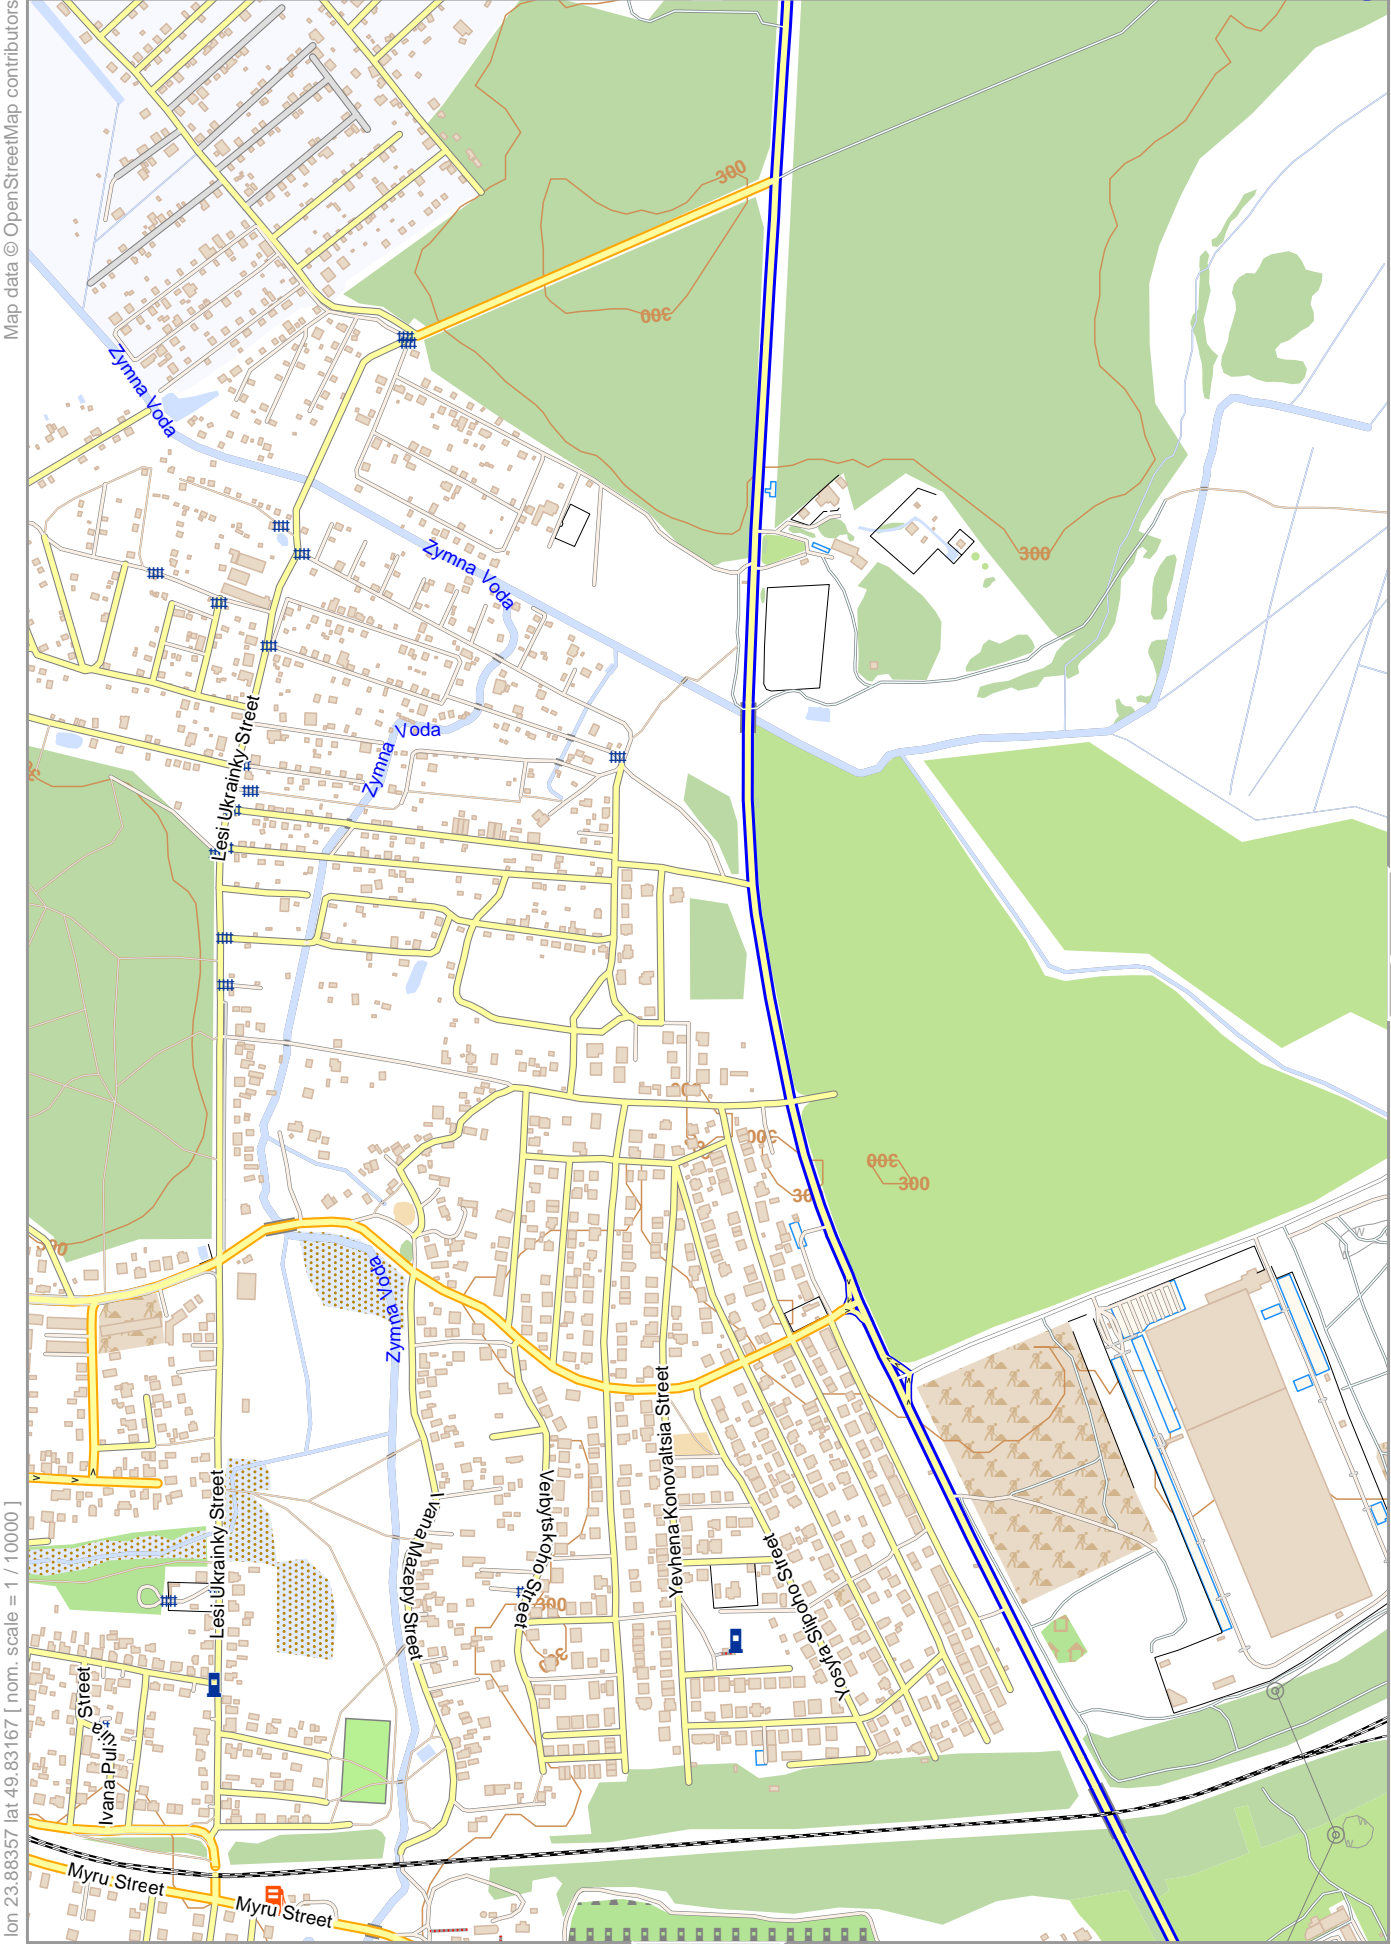 Map data © OpenStreetMap contributors
lon 23.88357 lat 49.83167 [ nom. scale = 1 / 10000 ]
300
300
Zymna Voda
Zymna Voda
300
Lesi Ukrainky Street
Zymna Voda
300
300
300
Zymna Voda
Yevhena Konovaltsia Street
Lesi Ukrainky Street
Ivana Mazepy Street
Verbytskoho Street
Yosyfa Slipoho Street
300
300
Street
Ivana Puliuia
Myru Street
Myru Street